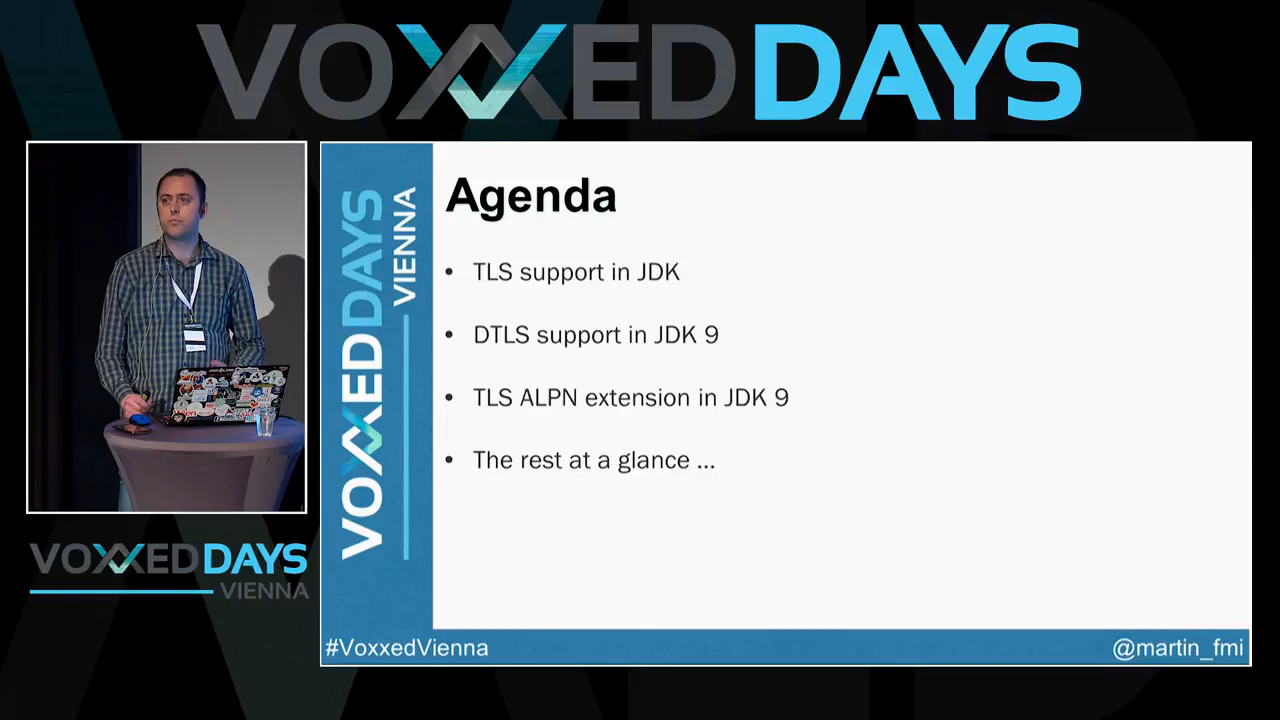 VOXXED DAYS
Agenda
• TLS support in JDK
• DTLS support in JDK 9
• TLS ALPN extension in JDK 9
• The rest at a glance ...
VOXXED DAYS
VIENNA
#VoxxedVienna
@martin_fmi
VOXXED DAYS
VIENNA